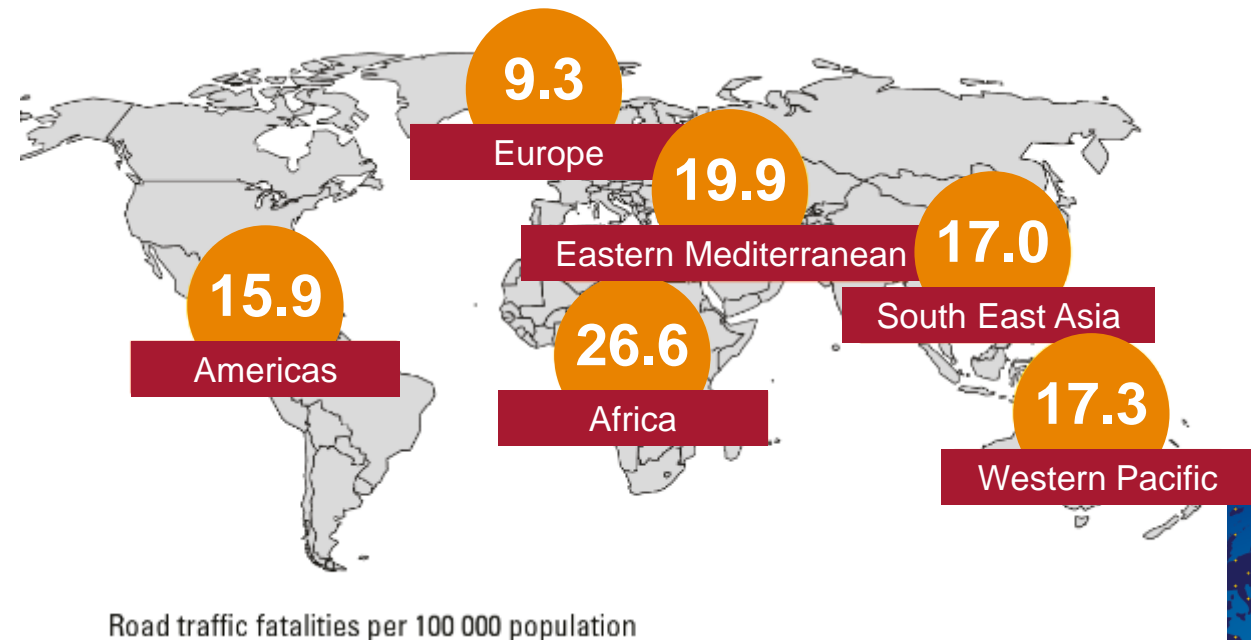 9.3
Europe
19.9
Eastern Mediterranean
17.0
South East Asia
15.9
Americas
26.6
Africa
17.3
Western Pacific
Road traffic fatalities per 100 000 population